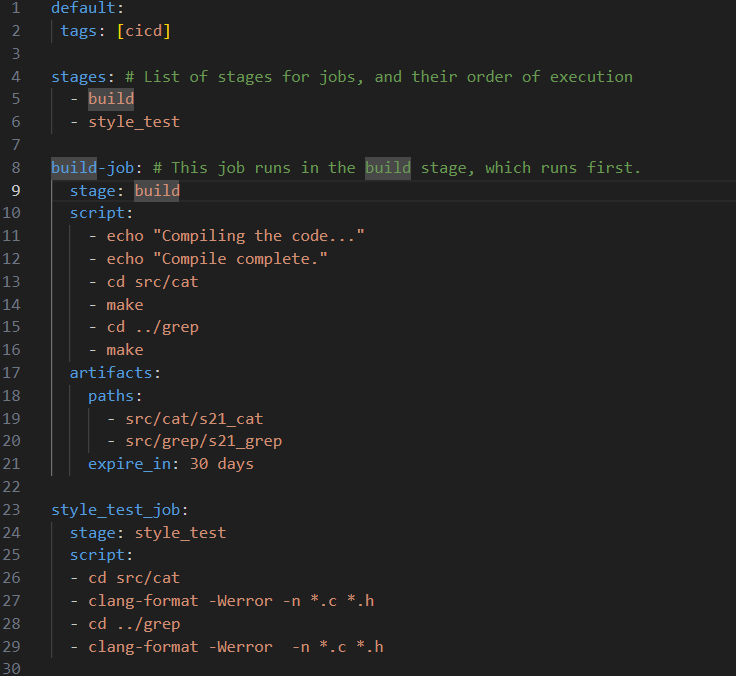 1 default:
2 tags: [cicd]
3
4 stages: # List of stages for jobs, and their order of execution
5 - build
6 - style_test
7
8 build-job: # This job runs in the build stage, which runs first.
9 stage: build
10 script:
11 - echo "Compiling the code..."
12 - echo "Compile complete."
13 - cd src/cat
14 - make
15 - cd ../grep
16 - make
17 artifacts:
18 paths:
19 - src/cat/s21_cat
20 - src/grep/s21_grep
21 expire_in: 30 days
22
23 style_test_job:
24 stage: style_test
25 script:
26 - cd src/cat
27 - clang-format -Werror -n *.c *.h
28 - cd ../grep
29 - clang-format -Werror  -n *.c *.h
30